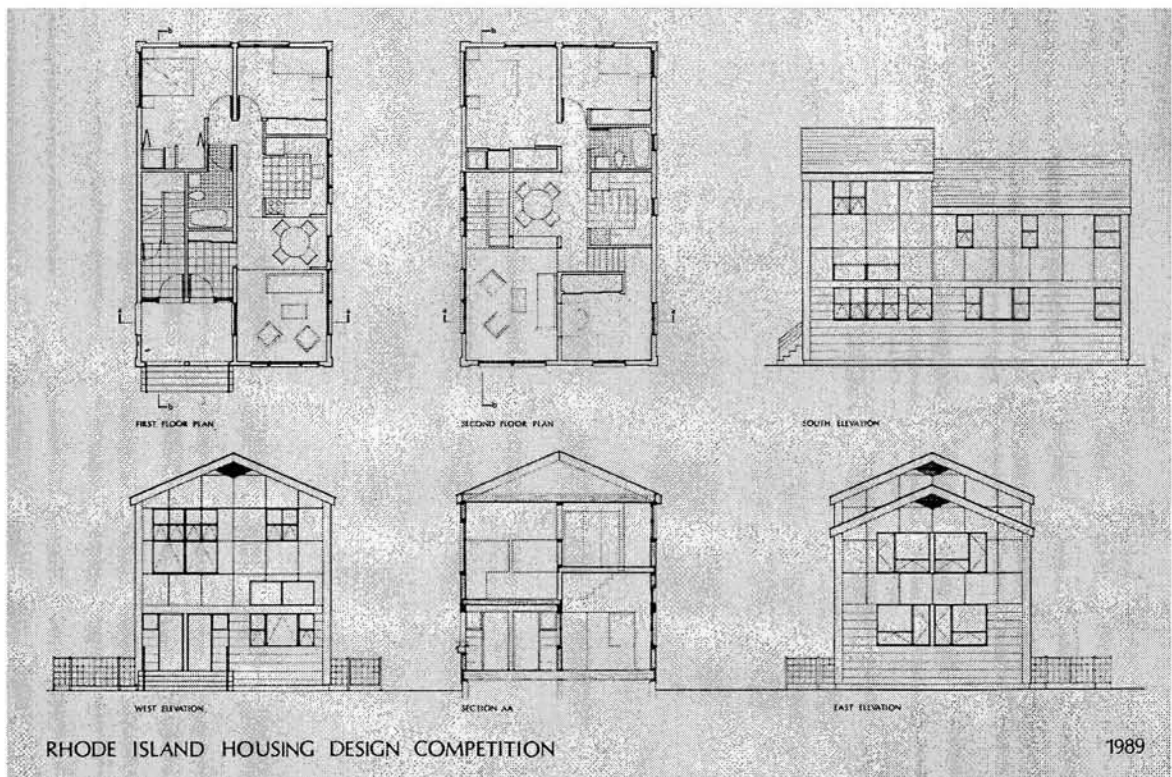 FIRST FLOOR PLAN
SECOND FLOOR PLAN
SOUTH ELEVATION
WEST ELEVATION
SECTION AA
EAST ELEVATION
RHODE ISLAND HOUSING DESIGN COMPETITION
1989